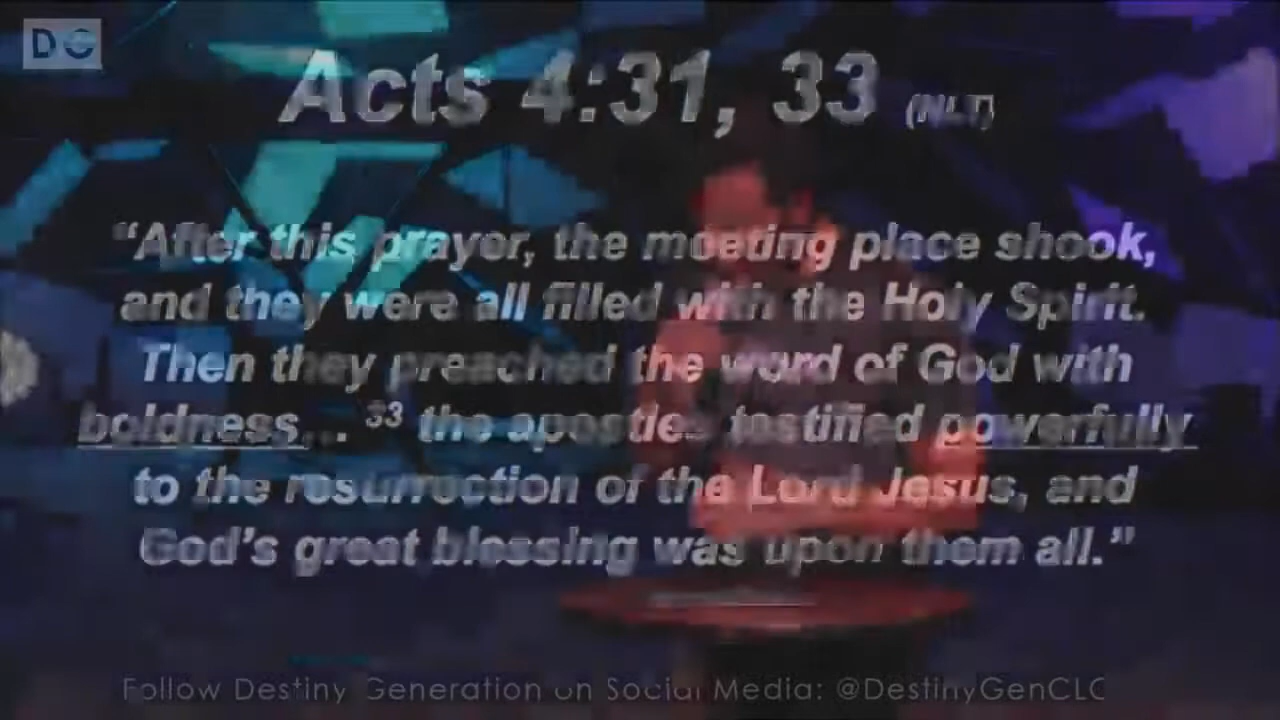 DG
Acts 4:31, 33 (NLT)
“After this prayer, the meeting place shook,
and they were all filled with the Holy Spirit.
Then they preached the word of God with
boldness. . . ³³ the apostles testified powerfully
to the resurrection of the Lord Jesus, and
God’s great blessing was upon them all.”
Follow Destiny Generation on Social Media: @DestinyGenCLC